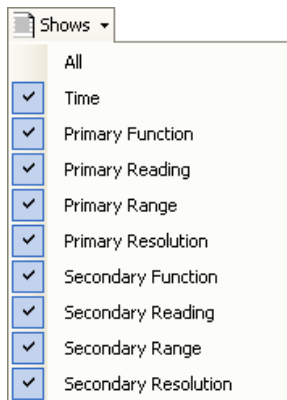 Shows
All
Time
Primary Function
Primary Reading
Primary Range
Primary Resolution
Secondary Function
Secondary Reading
Secondary Range
Secondary Resolution